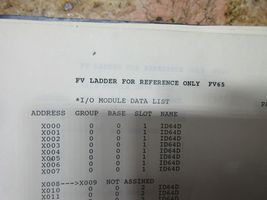 FV LADDER FOR REFERENCE ONLY FV65
*I/O MODULE DATA LIST
ADDRESS GROUP BASE SLOT NAME
X000 0 0 1 ID64D
X001 0 0 1 ID64D
X002 0 0 1 ID64D
X003 0 0 1 ID64D
X004 0 0 1 ID64D
X005 0 0 1 ID64D
X006 0 0 1 ID64D
X007 0 0 1 ID64D
X008--->X009 NOT ASSINED
X010 0 0 2 ID64D
X011 0 0 2 ID64D